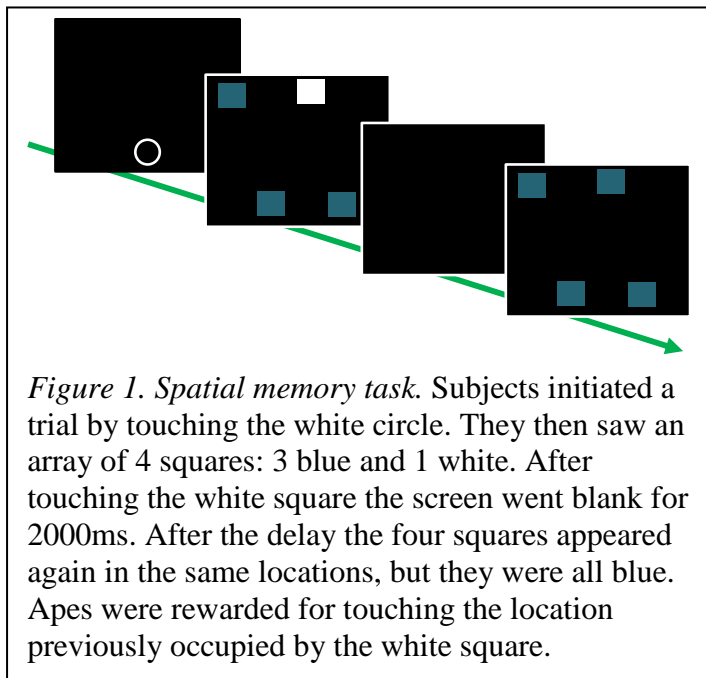 Figure 1. Spatial memory task. Subjects initiated a
trial by touching the white circle. They then saw an
array of 4 squares: 3 blue and 1 white. After
touching the white square the screen went blank for
2000ms. After the delay the four squares appeared
again in the same locations, but they were all blue.
Apes were rewarded for touching the location
previously occupied by the white square.